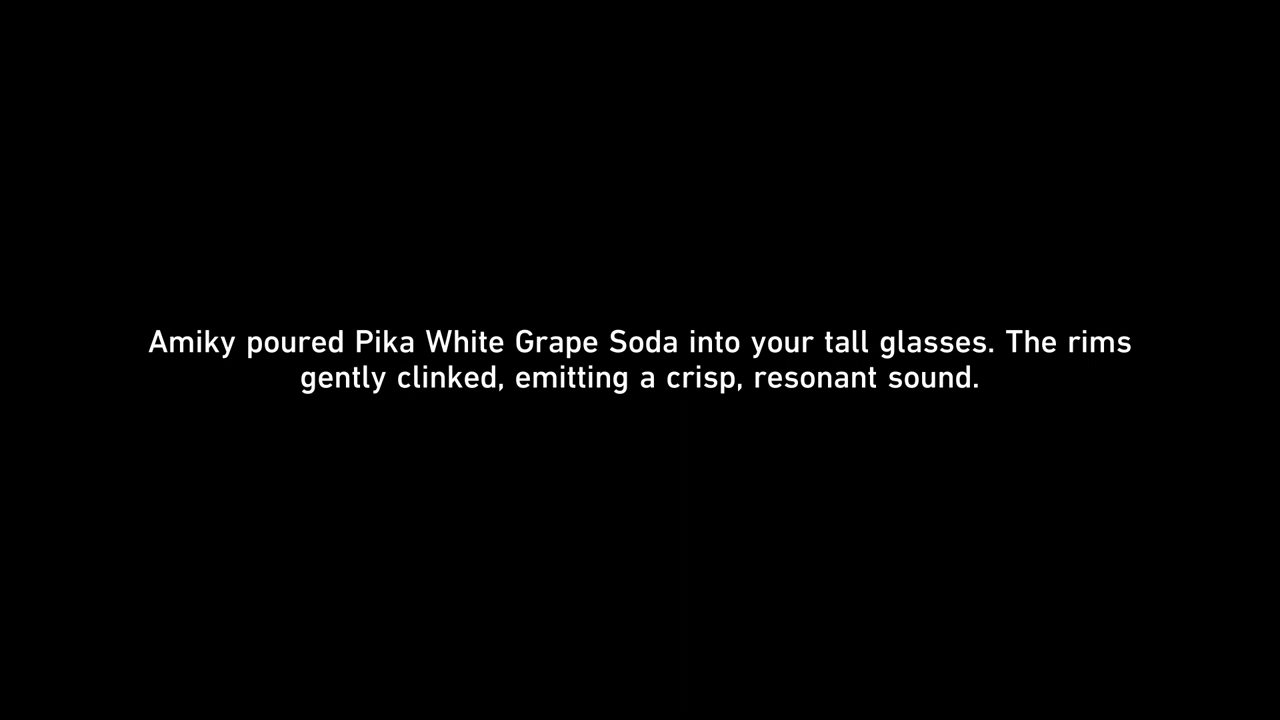 Amiky poured Pika White Grape Soda into your tall glasses. The rims
gently clinked, emitting a crisp, resonant sound.